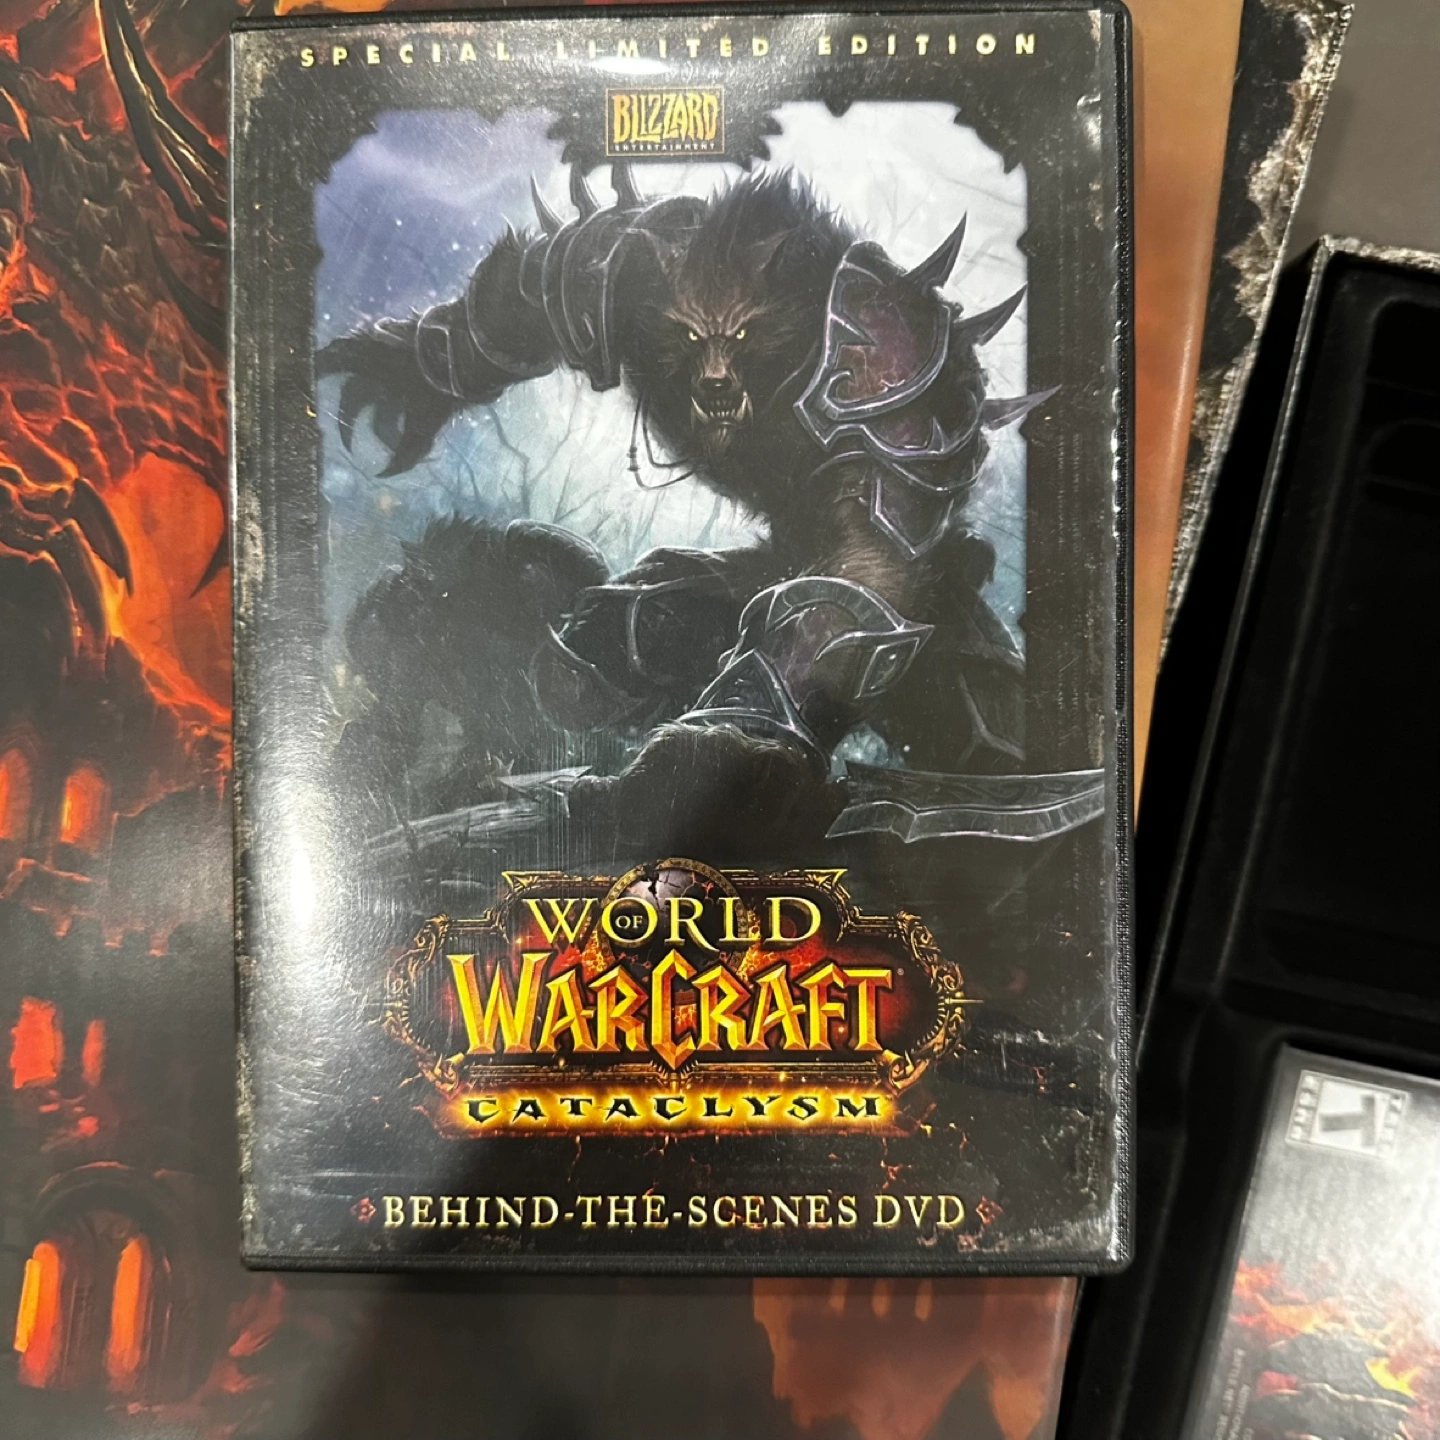 SPECIAL LIMITED EDITION
BLIZZARD
ENTERTAINMENT
WORLD
OF
WARCRAFT
CATACLYSM
BEHIND-THE-SCENES DVD
T